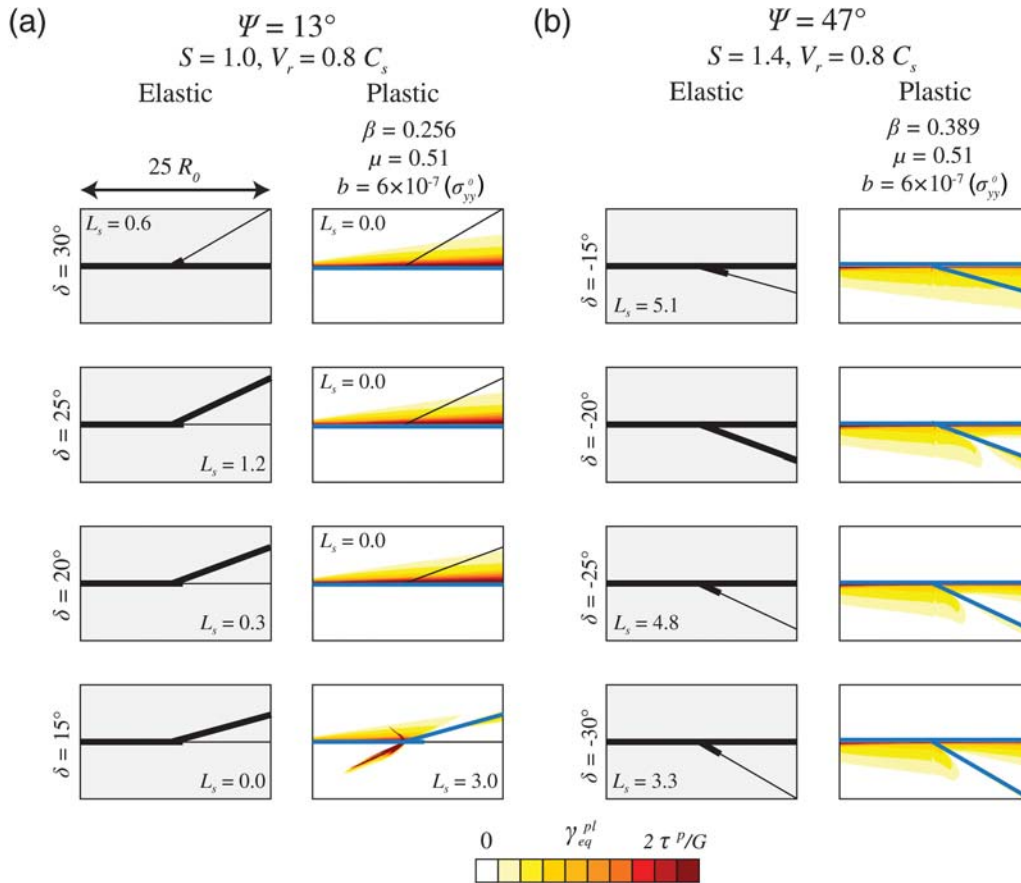 (a)
Ψ = 13°
S = 1.0, V_r = 0.8 C_s
Elastic
Plastic
β = 0.256
μ = 0.51
b = 6×10⁻⁷ (σ_yy^o)
25 R_0
δ = 30°
L_s = 0.6
L_s = 0.0
δ = 25°
L_s = 1.2
L_s = 0.0
δ = 20°
L_s = 0.3
L_s = 0.0
δ = 15°
L_s = 0.0
L_s = 3.0
(b)
Ψ = 47°
S = 1.4, V_r = 0.8 C_s
Elastic
Plastic
β = 0.389
μ = 0.51
b = 6×10⁻⁷ (σ_yy^o)
δ = -15°
L_s = 5.1
δ = -20°
δ = -25°
L_s = 4.8
δ = -30°
L_s = 3.3
0 γ_eq^pl 2 τ^p/G